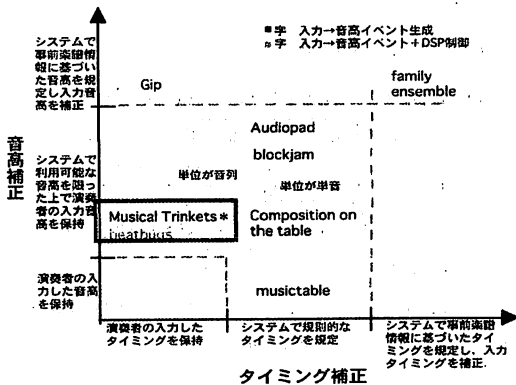 ■字 入力→音高イベント生成
≈字 入力→音高イベント＋DSP制御
システムで
事前楽譜情
報に基づい
た音高を規
定し入力音
高を補正
Gip
family
ensemble
Audiopad
blockjam
単位が音列
単位が単音
音高補正
システムで
利用可能な
音高を限っ
た上で演奏
者の入力音
高を保持
Musical Trinkets*
beatbugs
Composition on
the table
演奏者の入
力した音高
を保持
musictable
演奏者の入力した
タイミングを保持
システムで規則的な
タイミングを規定
システムで事前楽譜
情報に基づいたタイ
ミングを規定し、入力
タイミングを補正.
タイミング補正